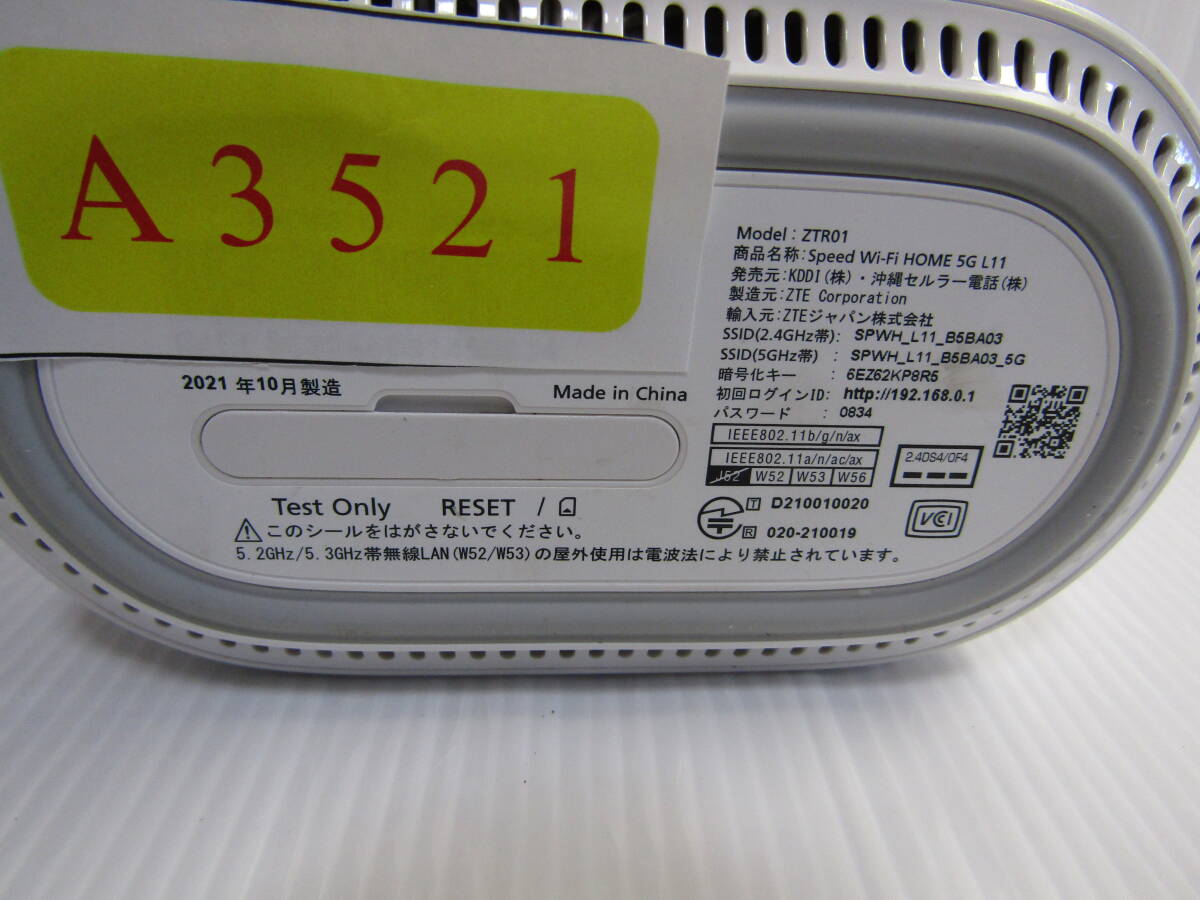 A3521
Model : ZTR01
商品名称:Speed Wi-Fi HOME 5G L11
発売元:KDDI(株)・沖縄セルラー電話(株)
製造元:ZTE Corporation
輸入元:ZTEジャパン株式会社
SSID(2.4GHz帯): SPWH_L11_B5BA03
SSID(5GHz帯) : SPWH_L11_B5BA03_5G
暗号化キー : 6EZ62KP8R5
初回ログインID: http://192.168.0.1
パスワード : 0834
IEEE802.11b/g/n/ax
IEEE802.11a/n/ac/ax
J52 W52 W53 W56
2.4DS4/OF4
T D210010020
R 020-210019
VCCI
2021 年10月製造
Made in China
Test Only RESET /
このシールをはがさないでください。
5.2GHz/5.3GHz帯無線LAN(W52/W53)の屋外使用は電波法により禁止されています。